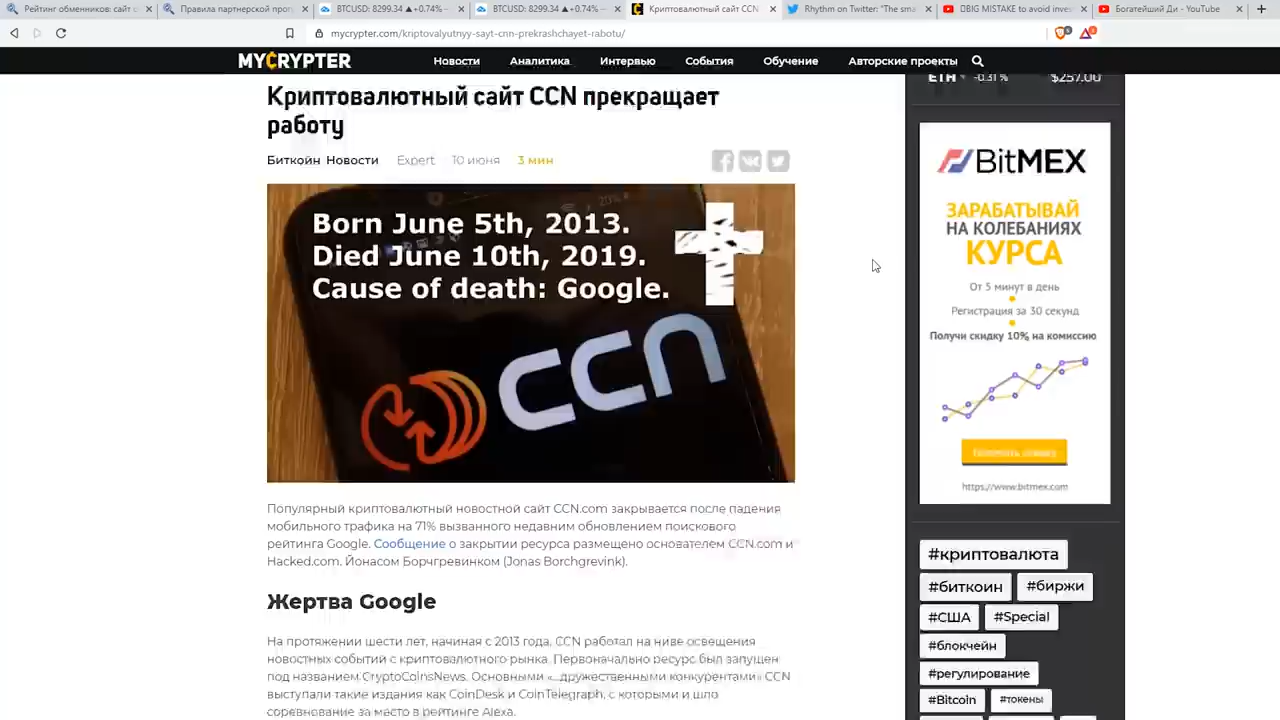 Рейтинг обменников: сайт о
Правила партнерской прог
BTCUSD: 8299.34 ▲+0.74% —
BTCUSD: 8299.34 ▲+0.74% —
Криптовалютный сайт CCN
Rhythm on Twitter: "The sma
BIG MISTAKE to avoid inves
Богатейший Ди - YouTube
mycrypter.com/kriptovalyutnyy-sayt-cnn-prekrashchayet-rabotu/
MYCRYPTER
Новости
Аналитика
Интервью
События
Обучение
Авторские проекты
ETH
-0.31 %
$257.00
Криптовалютный сайт CCN прекращает
работу
Биткойн Новости Expert 10 июня 3 мин
Born June 5th, 2013.
Died June 10th, 2019.
Cause of death: Google.
CCN
Популярный криптовалютный новостной сайт CCN.com закрывается после падения
мобильного трафика на 71% вызванного недавним обновлением поискового
рейтинга Google. Сообщение о закрытии ресурса размещено основателем CCN.com и
Hacked.com. Йонасом Борчгревинком (Jonas Borchgrevink).
Жертва Google
На протяжении шести лет, начиная с 2013 года, CCN работал на ниве освещения
новостных событий с криптовалютного рынка. Первоначально ресурс был запущен
под названием CryptoCoinsNews. Основными «дружественными конкурентами» CCN
выступали такие издания как CoinDesk и CoinTelegraph, с которыми и шло
соревнование за место в рейтинге Alexa.
BitMEX
ЗАРАБАТЫВАЙ
НА КОЛЕБАНИЯХ
КУРСА
От 5 минут в день
Регистрация за 30 секунд
Получи скидку 10% на комиссию
https://www.bitmex.com
#криптовалюта
#биткоин
#биржи
#США
#Special
#блокчейн
#регулирование
#Bitcoin
#токены